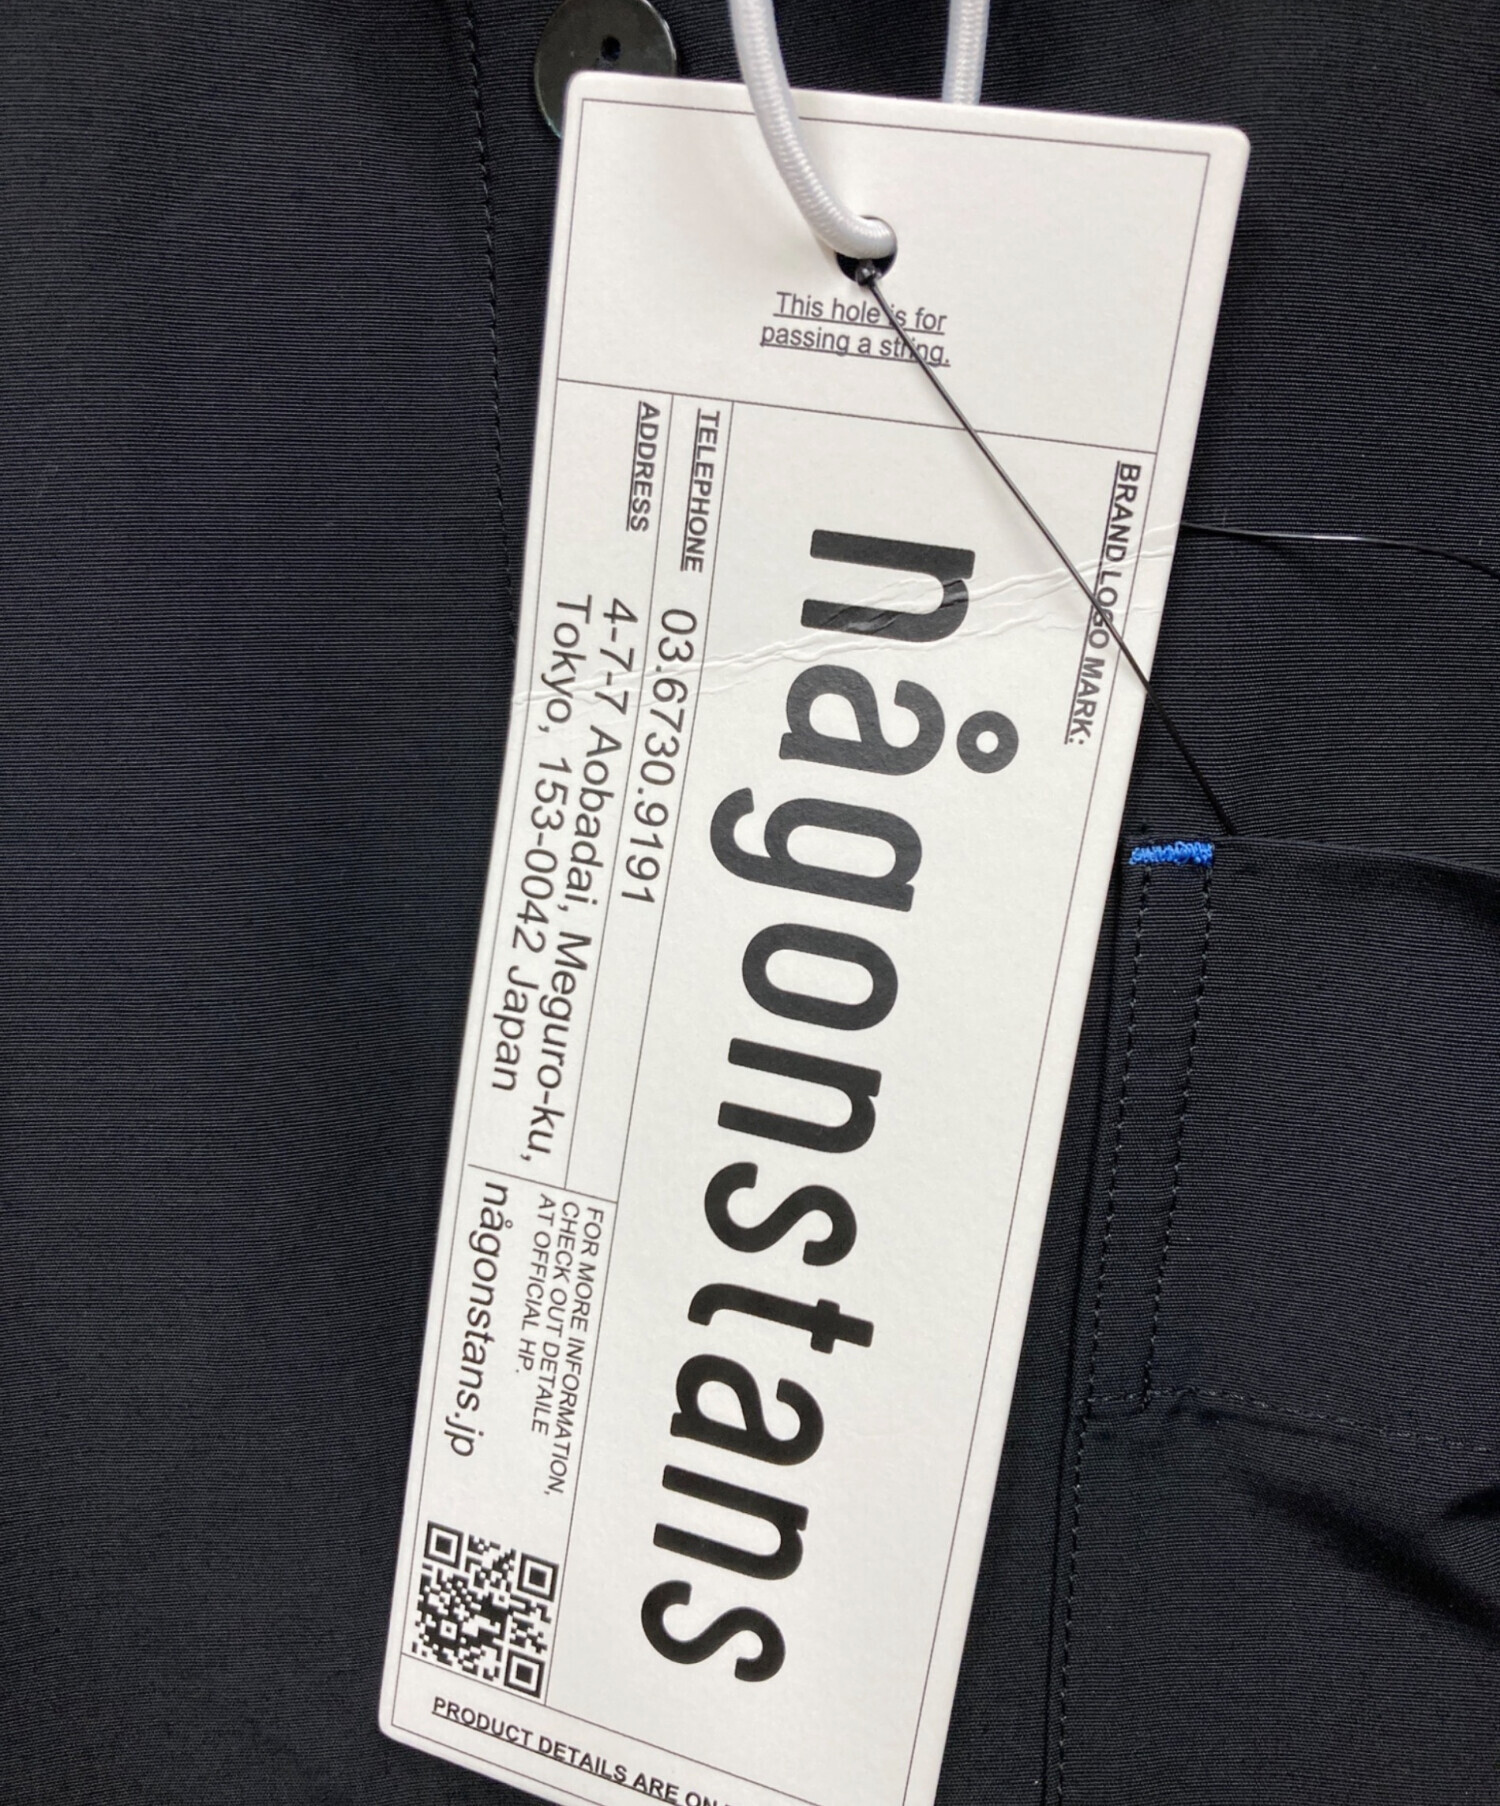 This hole is for
passing a string.
BRAND LOGO MARK:
någonstans
TELEPHONE 03.6730.9191
ADDRESS 4-7-7 Aobadai, Meguro-ku,
Tokyo, 153-0042 Japan
FOR MORE INFORMATION,
CHECK OUT DETAILE
AT OFFICIAL HP.
någonstans.jp
PRODUCT DETAILS ARE ON